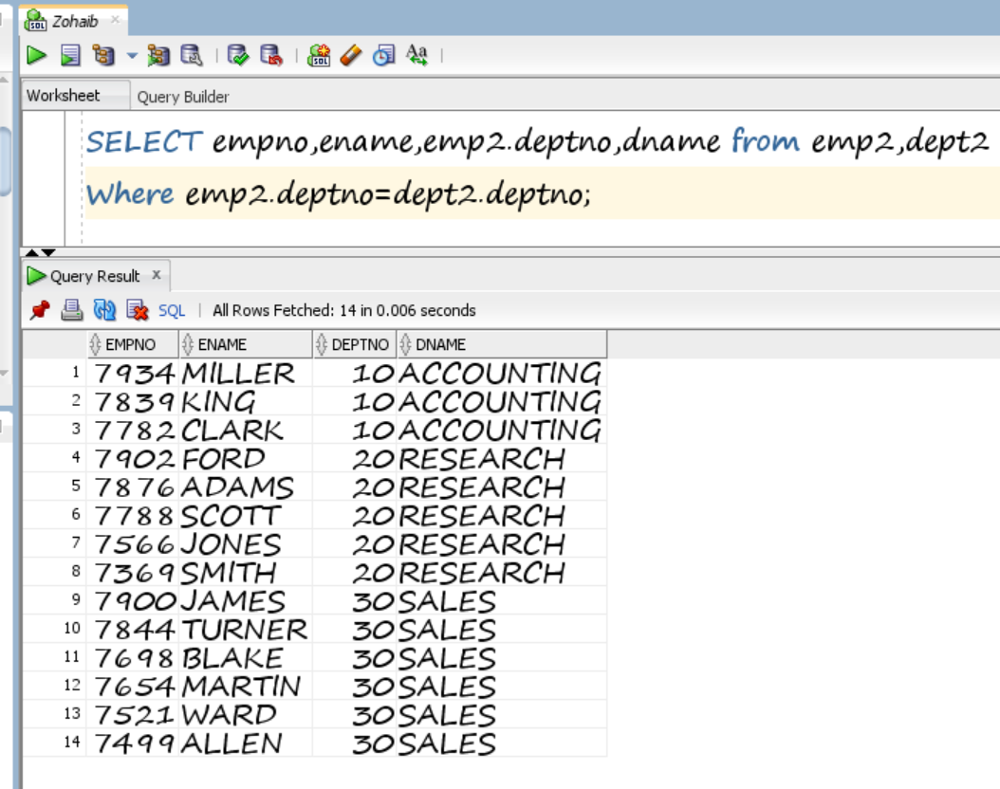 Zohaib
Worksheet Query Builder
SELECT empno,ename,emp2.deptno,dname from emp2,dept2
Where emp2.deptno=dept2.deptno;
Query Result x
SQL | All Rows Fetched: 14 in 0.006 seconds
EMPNO ENAME DEPTNO DNAME
1 7934 MILLER 10 ACCOUNTING
2 7839 KING 10 ACCOUNTING
3 7782 CLARK 10 ACCOUNTING
4 7902 FORD 20 RESEARCH
5 7876 ADAMS 20 RESEARCH
6 7788 SCOTT 20 RESEARCH
7 7566 JONES 20 RESEARCH
8 7369 SMITH 20 RESEARCH
9 7900 JAMES 30 SALES
10 7844 TURNER 30 SALES
11 7698 BLAKE 30 SALES
12 7654 MARTIN 30 SALES
13 7521 WARD 30 SALES
14 7499 ALLEN 30 SALES